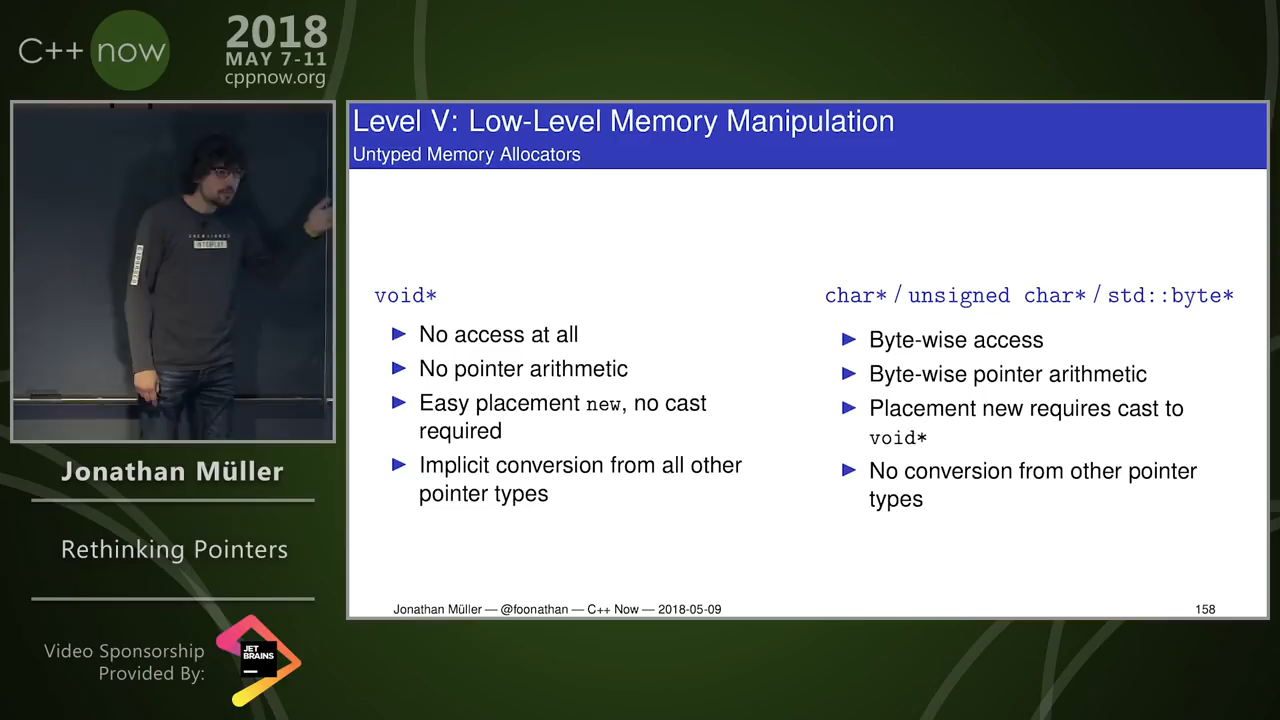 C++ now
2018
MAY 7-11
cppnow.org
Level V: Low-Level Memory Manipulation
Untyped Memory Allocators
void*
► No access at all
► No pointer arithmetic
► Easy placement new, no cast
required
► Implicit conversion from all other
pointer types
char* / unsigned char* / std::byte*
► Byte-wise access
► Byte-wise pointer arithmetic
► Placement new requires cast to
void*
► No conversion from other pointer
types
Jonathan Müller — @foonathan — C++ Now — 2018-05-09
158
Jonathan Müller
Rethinking Pointers
Video Sponsorship
Provided By:
JET
BRAINS